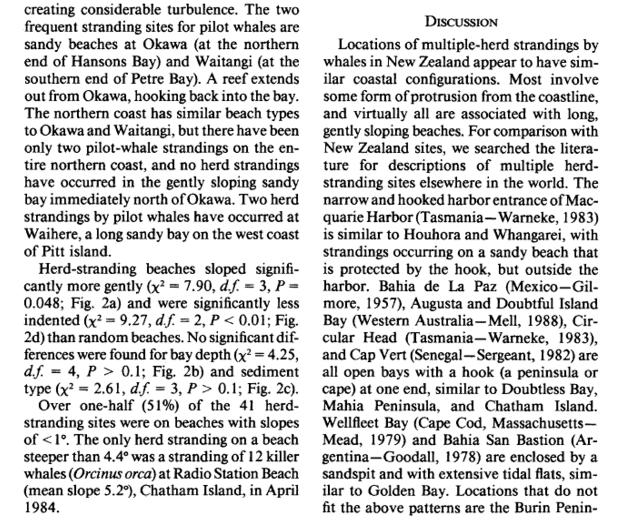 creating considerable turbulence. The two
frequent stranding sites for pilot whales are
sandy beaches at Okawa (at the northern
end of Hansons Bay) and Waitangi (at the
southern end of Petre Bay). A reef extends
out from Okawa, hooking back into the bay.
The northern coast has similar beach types
to Okawa and Waitangi, but there have been
only two pilot-whale strandings on the en-
tire northern coast, and no herd strandings
have occurred in the gently sloping sandy
bay immediately north of Okawa. Two herd
strandings by pilot whales have occurred at
Waihere, a long sandy bay on the west coast
of Pitt island.
Herd-stranding beaches sloped signifi-
cantly more gently (χ² = 7.90, d.f. = 3, P =
0.048; Fig. 2a) and were significantly less
indented (χ² = 9.27, d.f. = 2, P < 0.01; Fig.
2d) than random beaches. No significant dif-
ferences were found for bay depth (χ² = 4.25,
d.f. = 4, P > 0.1; Fig. 2b) and sediment
type (χ² = 2.61, d.f. = 3, P > 0.1; Fig. 2c).
Over one-half (51%) of the 41 herd-
stranding sites were on beaches with slopes
of <1°. The only herd stranding on a beach
steeper than 4.4° was a stranding of 12 killer
whales (Orcinus orca) at Radio Station Beach
(mean slope 5.2°), Chatham Island, in April
1984.
DISCUSSION
Locations of multiple-herd strandings by
whales in New Zealand appear to have sim-
ilar coastal configurations. Most involve
some form of protrusion from the coastline,
and virtually all are associated with long,
gently sloping beaches. For comparison with
New Zealand sites, we searched the litera-
ture for descriptions of multiple herd-
stranding sites elsewhere in the world. The
narrow and hooked harbor entrance of Mac-
quarie Harbor (Tasmania—Warneke, 1983)
is similar to Houhora and Whangarei, with
strandings occurring on a sandy beach that
is protected by the hook, but outside the
harbor. Bahia de La Paz (Mexico—Gil-
more, 1957), Augusta and Doubtful Island
Bay (Western Australia—Mell, 1988), Cir-
cular Head (Tasmania—Warneke, 1983),
and Cap Vert (Senegal—Sergeant, 1982) are
all open bays with a hook (a peninsula or
cape) at one end, similar to Doubtless Bay,
Mahia Peninsula, and Chatham Island.
Wellfleet Bay (Cape Cod, Massachusetts—
Mead, 1979) and Bahia San Bastion (Ar-
gentina—Goodall, 1978) are enclosed by a
sandspit and with extensive tidal flats, sim-
ilar to Golden Bay. Locations that do not
fit the above patterns are the Burin Penin-